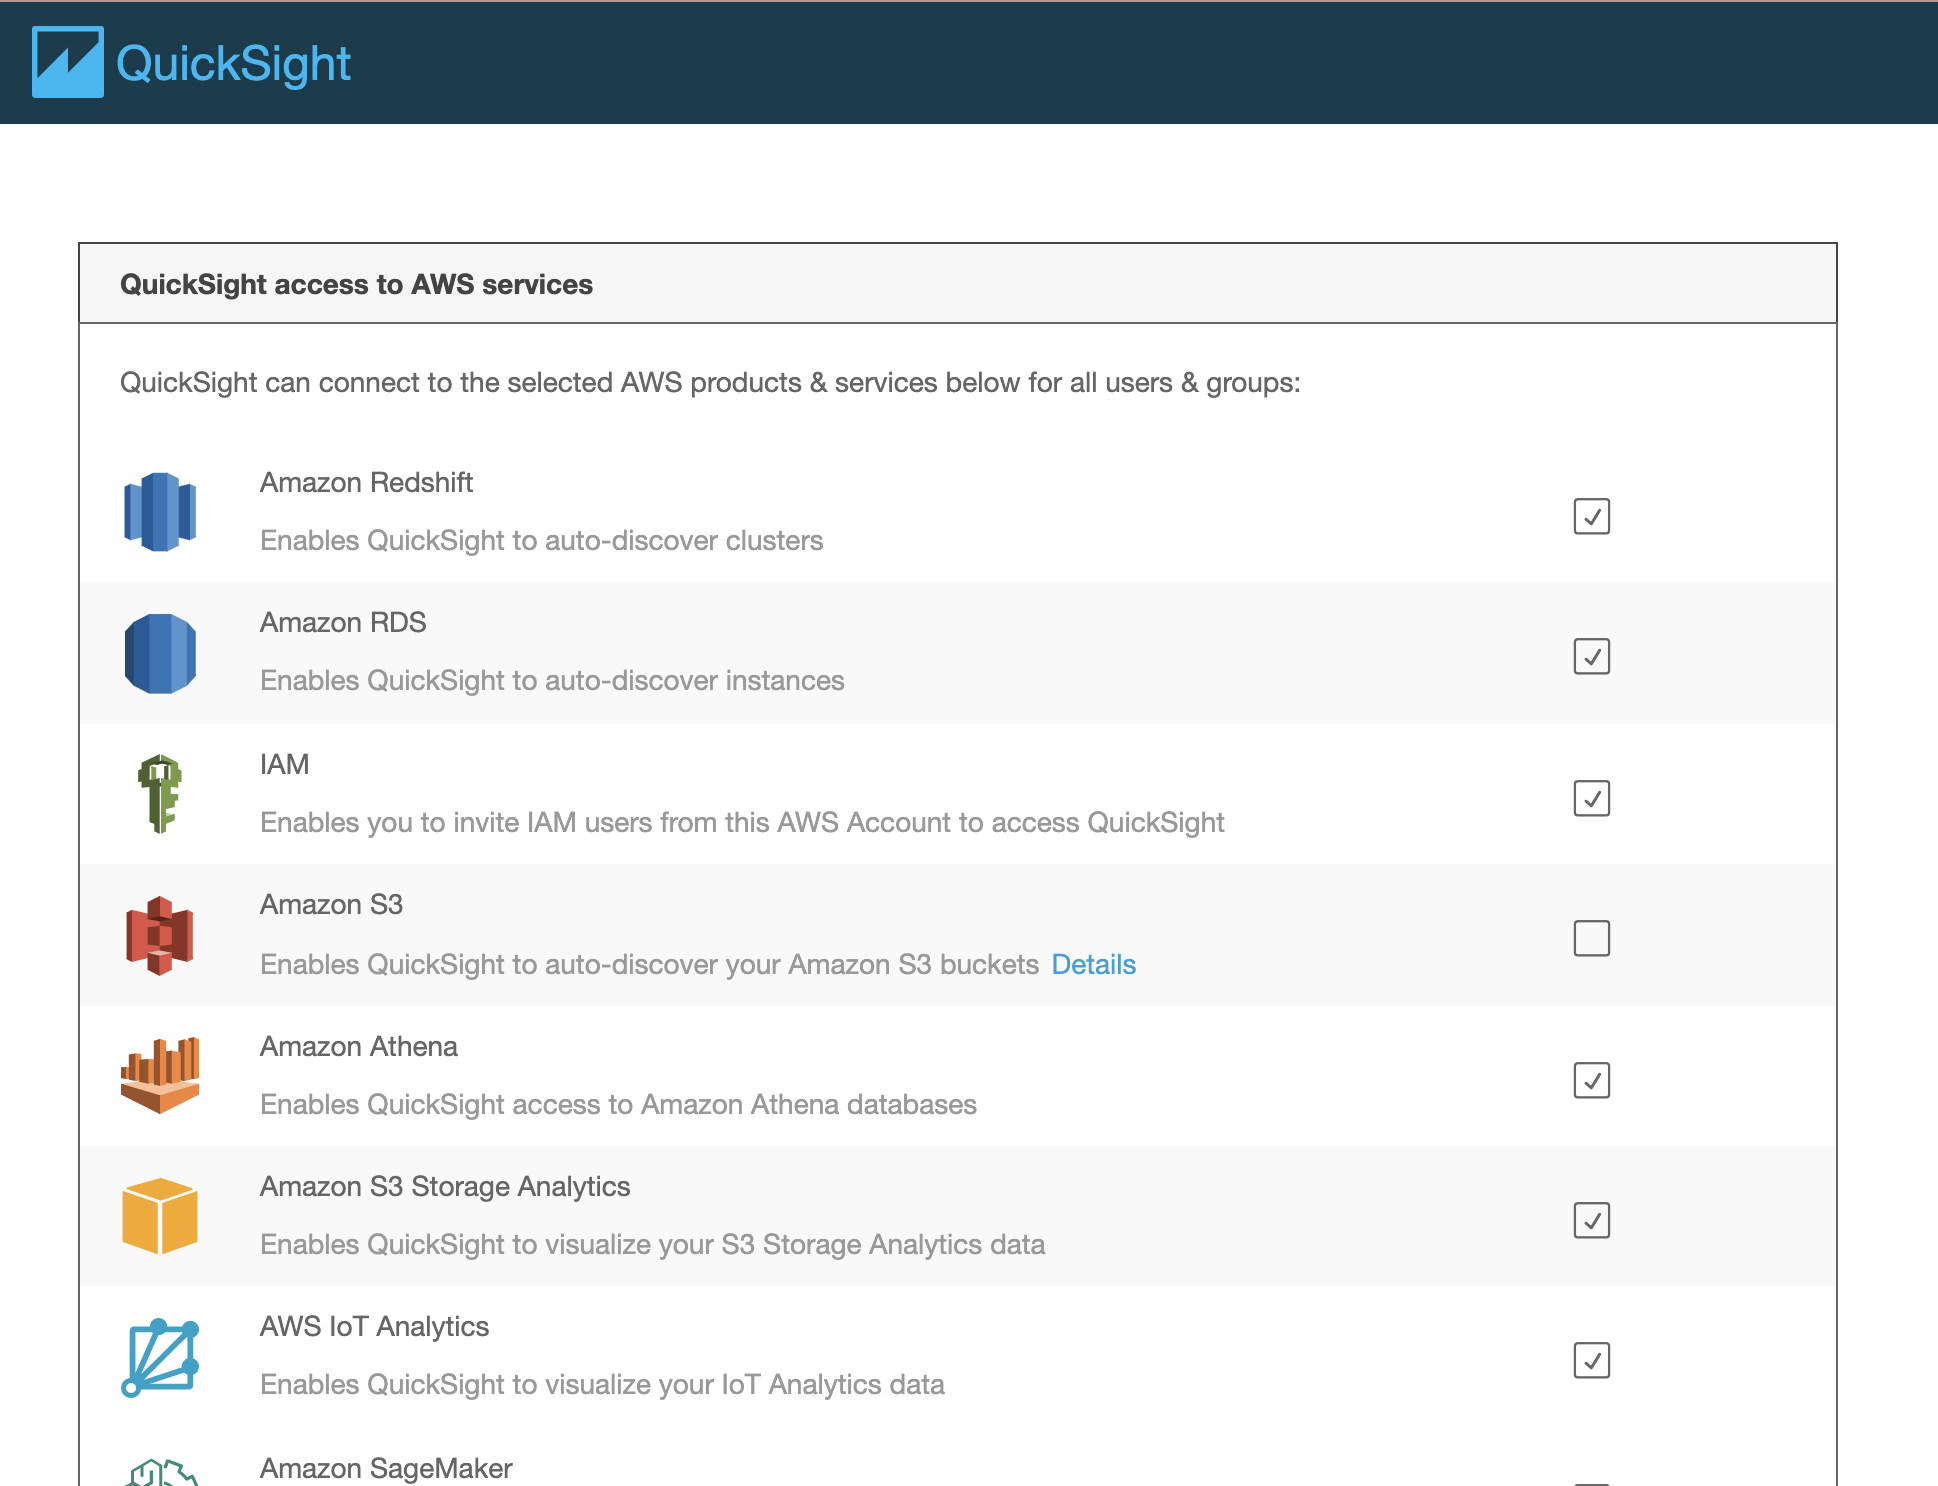 QuickSight
QuickSight access to AWS services
QuickSight can connect to the selected AWS products & services below for all users & groups:
Amazon Redshift
Enables QuickSight to auto-discover clusters
Amazon RDS
Enables QuickSight to auto-discover instances
IAM
Enables you to invite IAM users from this AWS Account to access QuickSight
Amazon S3
Enables QuickSight to auto-discover your Amazon S3 buckets Details
Amazon Athena
Enables QuickSight access to Amazon Athena databases
Amazon S3 Storage Analytics
Enables QuickSight to visualize your S3 Storage Analytics data
AWS IoT Analytics
Enables QuickSight to visualize your IoT Analytics data
Amazon SageMaker